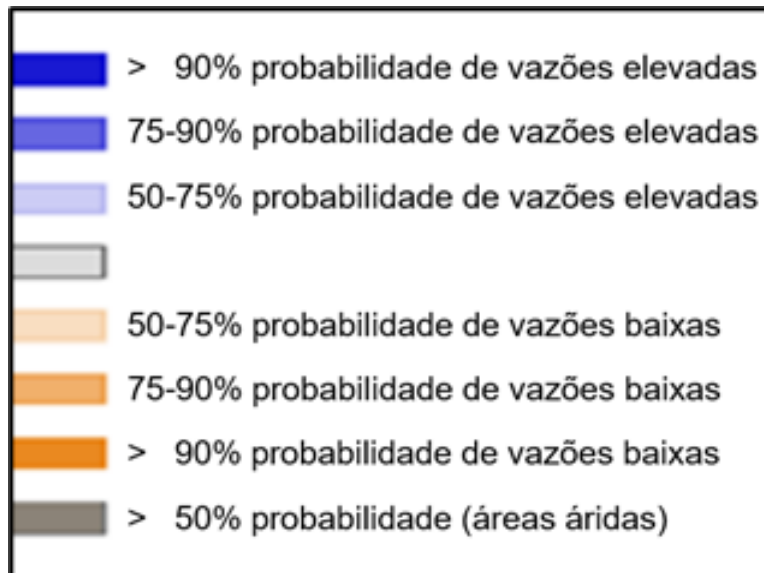 > 90% probabilidade de vazões elevadas
75-90% probabilidade de vazões elevadas
50-75% probabilidade de vazões elevadas
50-75% probabilidade de vazões baixas
75-90% probabilidade de vazões baixas
> 90% probabilidade de vazões baixas
> 50% probabilidade (áreas áridas)